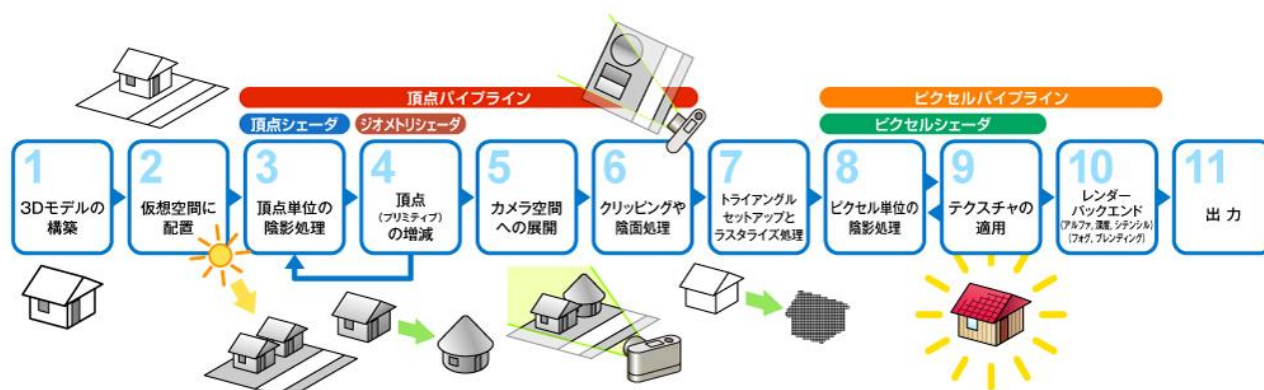 頂点パイプライン
ピクセルパイプライン
頂点シェーダ
ジオメトリシェーダ
ピクセルシェーダ
1
3Dモデルの
構築
2
仮想空間に
配置
3
頂点単位の
陰影処理
4
頂点
(プリミティブ)
の増減
5
カメラ空間
への展開
6
クリッピングや
陰面処理
7
トライアングル
セットアップと
ラスタライズ処理
8
ピクセル単位の
陰影処理
9
テクスチャの
適用
10
レンダー
バックエンド
(アルファ, 深度, シテンシル)
(フォグ, ブレンディング)
11
出力